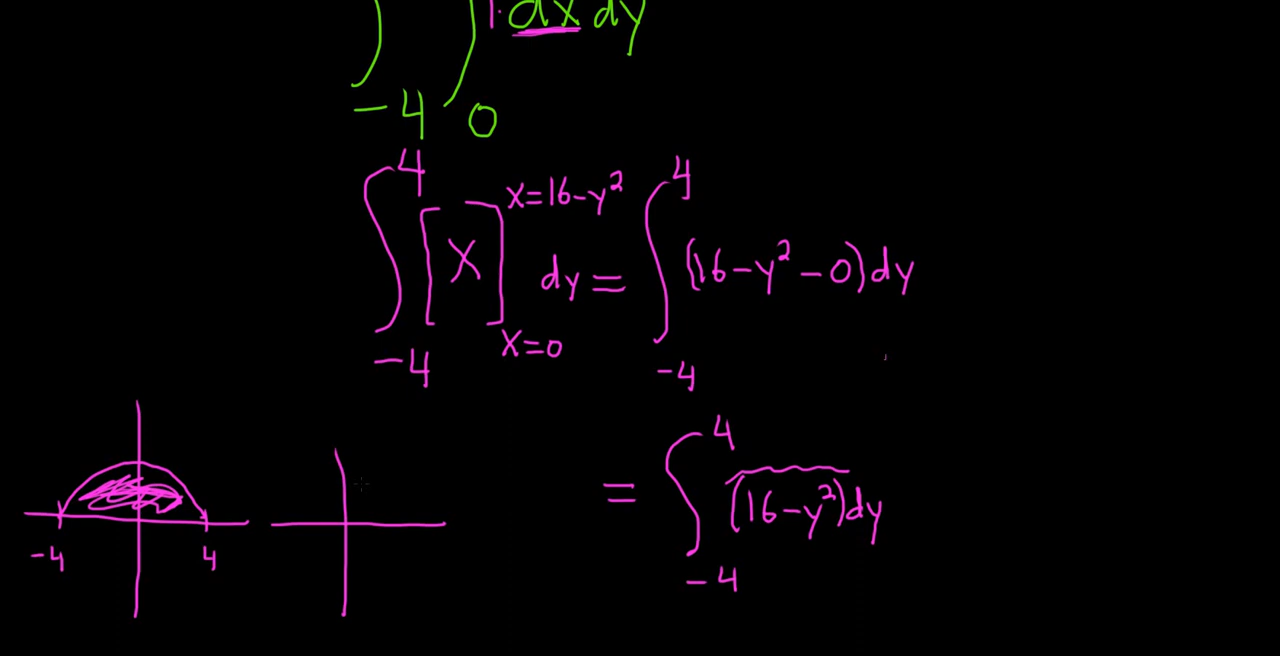 ∫ ∫ 1·dx dy
-4 0
∫_{-4}^{4} [x]_{x=0}^{x=16-y²} dy = ∫_{-4}^{4} (16-y²-0)dy
= ∫_{-4}^{4} (16-y²)dy
-4 4